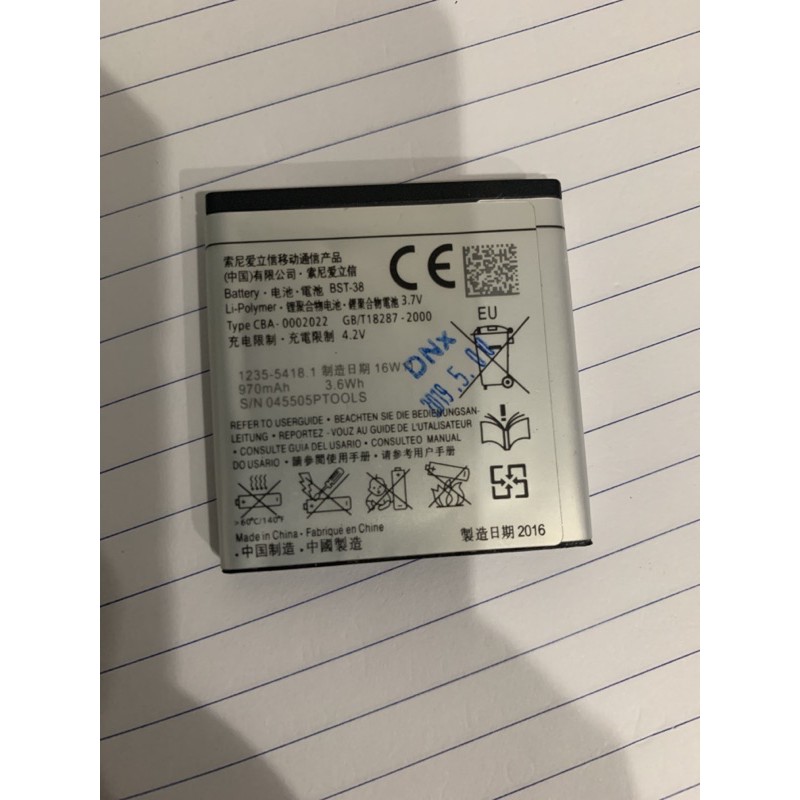 索尼爱立信移动通信产品
(中国)有限公司·索尼爱立信
Battery·电池·電池 BST-38
Li-Polymer·锂聚合物电池·鋰聚合物電池 3.7V
Type CBA-0002022 GB/T18287-2000
充电限制·充電限制 4.2V
CE
EU
1235-5418.1 制造日期 16W
970mAh 3.6Wh
S/N 045505PTOOLS
DNX
2019.5.
REFER TO USERGUIDE • BEACHTEN SIE DIE BEDIENUNGSAN-
LEITUNG • REPORTEZ-VOUZ AU GUIDE DE L'UTILISATEUR
• CONSULTE GUIA DEL USARIO • CONSULTEO MANUAL
DO USARIO • 請參閱使用手册·请参考用户手册
>60°C/140°F
Made in China · Fabriqué en Chine
·中国制造·中國製造
製造日期 2016